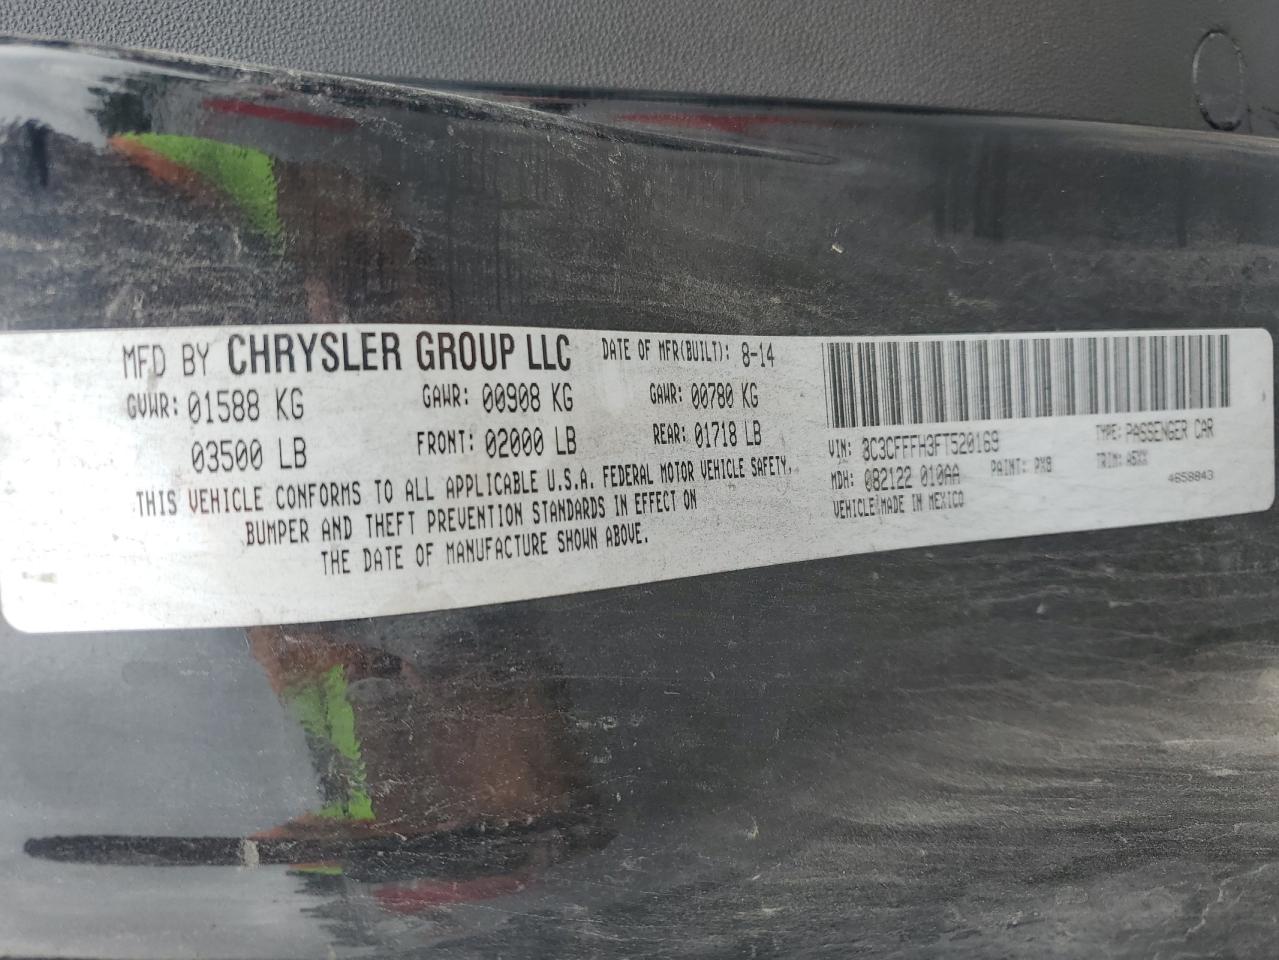 MFD BY CHRYSLER GROUP LLC DATE OF MFR(BUILT): 8-14
GVWR: 01588 KG GAWR: 00908 KG GAWR: 00780 KG
03500 LB FRONT: 02000 LB REAR: 01718 LB
THIS VEHICLE CONFORMS TO ALL APPLICABLE U.S.A. FEDERAL MOTOR VEHICLE SAFETY,
BUMPER AND THEFT PREVENTION STANDARDS IN EFFECT ON
THE DATE OF MANUFACTURE SHOWN ABOVE.
VIN: 3C3CFFFH3FT520169 TYPE: PASSENGER CAR
MDH: 082122 010AA PAINT: PX8 TRIM: A5XX
VEHICLE MADE IN MEXICO 4658843